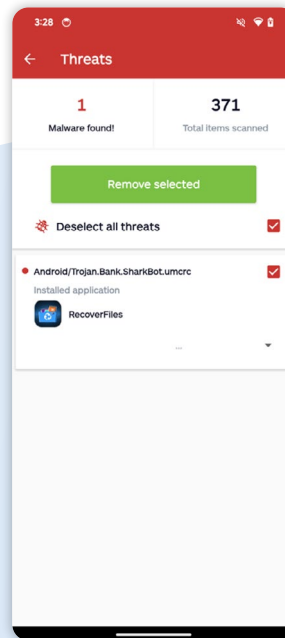 3:28
Threats
1
Malware found!
371
Total items scanned
Remove selected
Deselect all threats
Android/Trojan.Bank.SharkBot.umcrc
Installed application
RecoverFiles
...